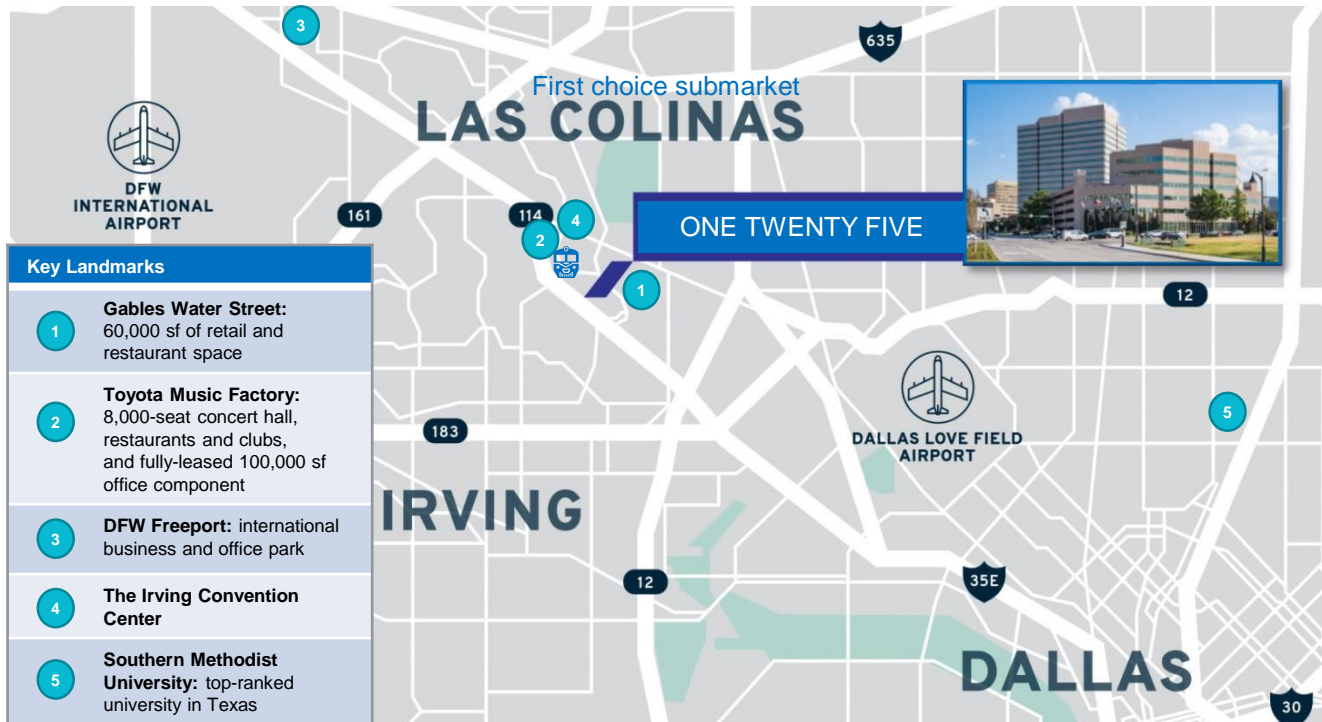 3
635
First choice submarket
LAS COLINAS
DFW
INTERNATIONAL
AIRPORT
161
114
4
2
ONE TWENTY FIVE
1
12
Key Landmarks
1
Gables Water Street:
60,000 sf of retail and
restaurant space
2
Toyota Music Factory:
8,000-seat concert hall,
restaurants and clubs,
and fully-leased 100,000 sf
office component
3
DFW Freeport: international
business and office park
4
The Irving Convention
Center
5
Southern Methodist
University: top-ranked
university in Texas
5
183
DALLAS LOVE FIELD
AIRPORT
IRVING
12
35E
DALLAS
30